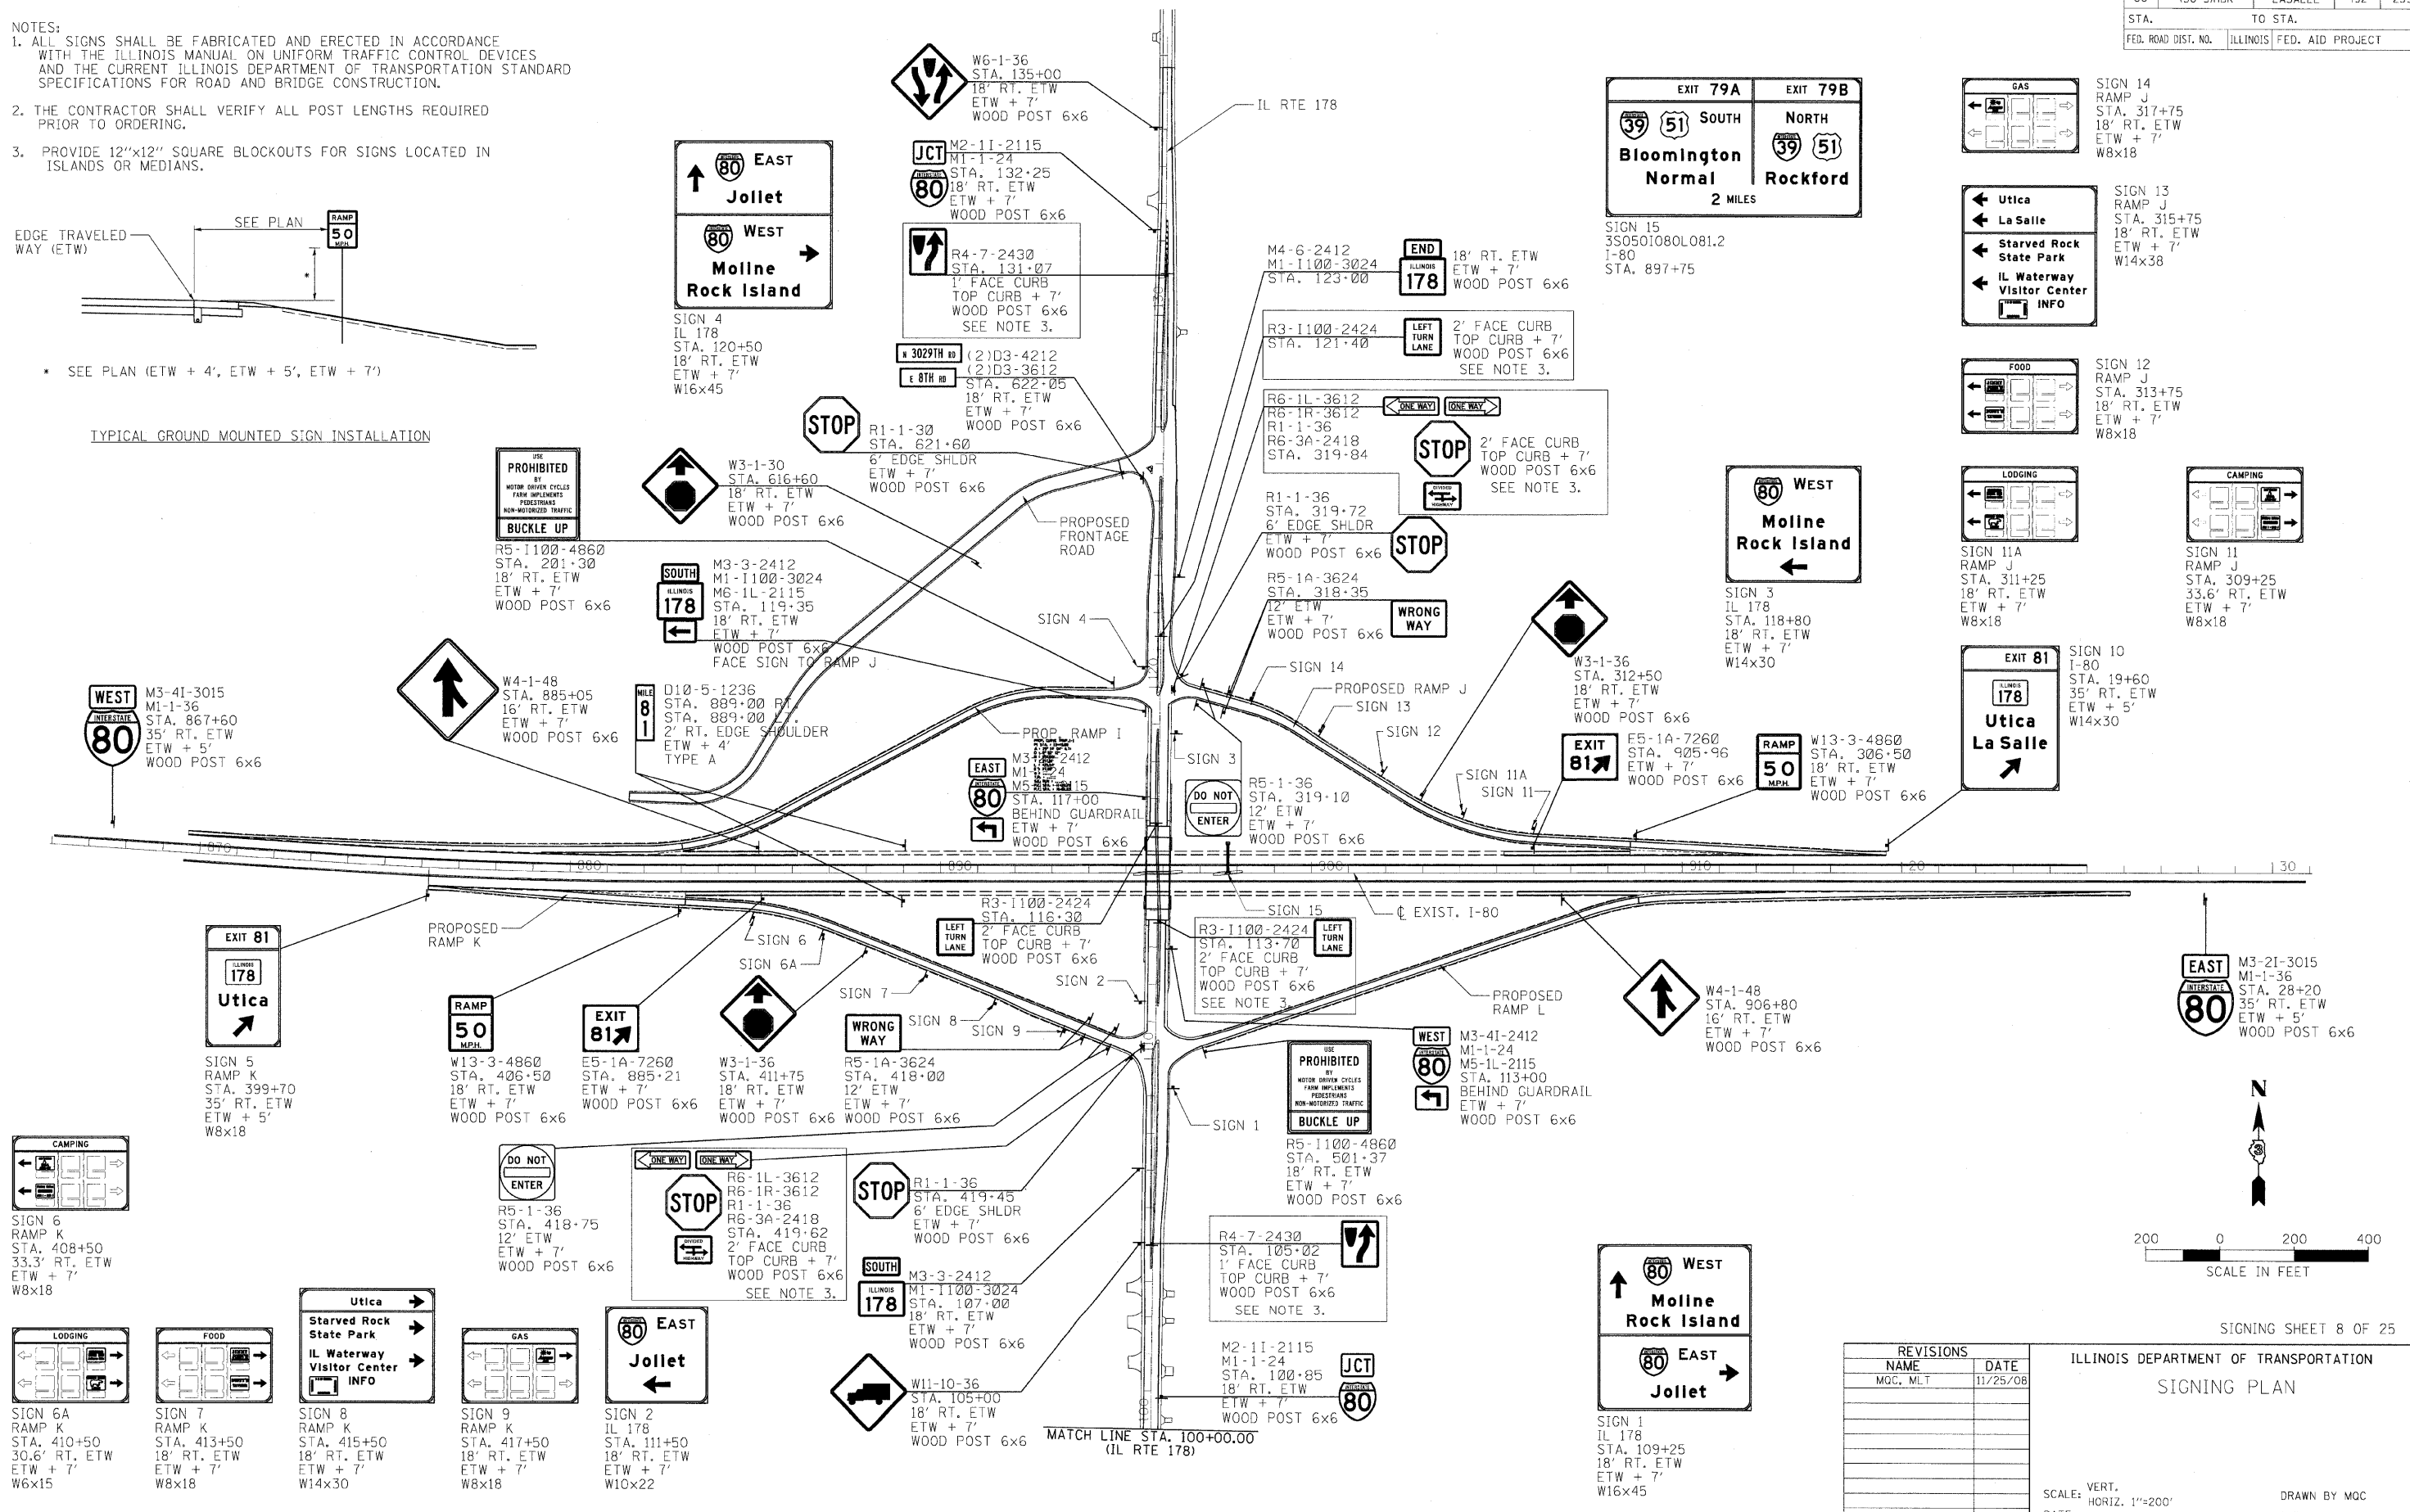 NOTES:
1. ALL SIGNS SHALL BE FABRICATED AND ERECTED IN ACCORDANCE
WITH THE ILLINOIS MANUAL ON UNIFORM TRAFFIC CONTROL DEVICES
AND THE CURRENT ILLINOIS DEPARTMENT OF TRANSPORTATION STANDARD
SPECIFICATIONS FOR ROAD AND BRIDGE CONSTRUCTION.
2. THE CONTRACTOR SHALL VERIFY ALL POST LENGTHS REQUIRED
PRIOR TO ORDERING.
3. PROVIDE 12"x12" SQUARE BLOCKOUTS FOR SIGNS LOCATED IN
ISLANDS OR MEDIANS.
STA. TO STA.
FED. ROAD DIST. NO. ILLINOIS FED. AID PROJECT
EDGE TRAVELED
WAY (ETW)
SEE PLAN
RAMP
50
M.P.H.
*
* SEE PLAN (ETW + 4', ETW + 5', ETW + 7')
TYPICAL GROUND MOUNTED SIGN INSTALLATION
W6-1-36
STA. 135+00
18' RT. ETW
ETW + 7'
WOOD POST 6x6
IL RTE 178
JCT
INTERSTATE
80
M2-1I-2115
M1-1-24
STA. 132+25
18' RT. ETW
ETW + 7'
WOOD POST 6x6
R4-7-2430
STA. 131+07
1' FACE CURB
TOP CURB + 7'
WOOD POST 6x6
SEE NOTE 3.
N 3029TH RD
E 8TH RD
(2)D3-4212
(2)D3-3612
STA. 622+05
18' RT. ETW
ETW + 7'
WOOD POST 6x6
80 EAST
Joliet
80 WEST
Moline
Rock Island
SIGN 4
IL 178
STA. 120+50
18' RT. ETW
ETW + 7'
W16x45
STOP
R1-1-30
STA. 621+60
6' EDGE SHLDR
ETW + 7'
WOOD POST 6x6
W3-1-30
STA. 616+60
18' RT. ETW
ETW + 7'
WOOD POST 6x6
USE
PROHIBITED
BY
MOTOR DRIVEN CYCLES
FARM IMPLEMENTS
PEDESTRIANS
NON-MOTORIZED TRAFFIC
BUCKLE UP
R5-I100-4860
STA. 201+30
18' RT. ETW
ETW + 7'
WOOD POST 6x6
PROPOSED
FRONTAGE
ROAD
SOUTH
ILLINOIS
178
M3-3-2412
M1-I100-3024
M6-1L-2115
STA. 119+35
18' RT. ETW
ETW + 7'
WOOD POST 6x6
FACE SIGN TO RAMP J
SIGN 4
M4-6-2412
M1-I100-3024
STA. 123+00
END
ILLINOIS
178
18' RT. ETW
ETW + 7'
WOOD POST 6x6
R3-I100-2424
STA. 121+40
LEFT
TURN
LANE
2' FACE CURB
TOP CURB + 7'
WOOD POST 6x6
SEE NOTE 3.
R6-1L-3612
R6-1R-3612
R1-1-36
R6-3A-2418
STA. 319+84
ONE WAY
ONE WAY
STOP
DIVIDED
HIGHWAY
2' FACE CURB
TOP CURB + 7'
WOOD POST 6x6
SEE NOTE 3.
R1-1-36
STA. 319+72
6' EDGE SHLDR
ETW + 7'
WOOD POST 6x6
STOP
R5-1A-3624
STA. 318+35
12' ETW
ETW + 7'
WOOD POST 6x6
WRONG
WAY
EXIT 79A
39 51 SOUTH
Bloomington
Normal
EXIT 79B
NORTH
39 51
Rockford
2 MILES
SIGN 15
3S050I080L081.2
I-80
STA. 897+75
GAS
SIGN 14
RAMP J
STA. 317+75
18' RT. ETW
ETW + 7'
W8x18
Utica
La Salle
Starved Rock
State Park
IL Waterway
Visitor Center
INFO
SIGN 13
RAMP J
STA. 315+75
18' RT. ETW
ETW + 7'
W14x38
FOOD
SIGN 12
RAMP J
STA. 313+75
18' RT. ETW
ETW + 7'
W8x18
LODGING
SIGN 11A
RAMP J
STA. 311+25
18' RT. ETW
ETW + 7'
W8x18
CAMPING
SIGN 11
RAMP J
STA. 309+25
33.6' RT. ETW
ETW + 7'
W8x18
80 WEST
Moline
Rock Island
SIGN 3
IL 178
STA. 118+80
18' RT. ETW
ETW + 7'
W14x30
W3-1-36
STA. 312+50
18' RT. ETW
ETW + 7'
WOOD POST 6x6
EXIT 81
ILLINOIS
178
Utica
La Salle
SIGN 10
I-80
STA. 19+60
35' RT. ETW
ETW + 5'
W14x30
WEST
INTERSTATE
80
M3-4I-3015
M1-1-36
STA. 867+60
35' RT. ETW
ETW + 5'
WOOD POST 6x6
W4-1-48
STA. 885+05
16' RT. ETW
ETW + 7'
WOOD POST 6x6
MILE
8
1
D10-5-1236
STA. 889+00 RT.
STA. 889+00 LT.
2' RT. EDGE SHOULDER
ETW + 4'
TYPE A
PROP. RAMP I
EAST
80
STA. 117+00
BEHIND GUARDRAIL
ETW + 7'
WOOD POST 6x6
SIGN 14
PROPOSED RAMP J
SIGN 13
SIGN 12
SIGN 3
SIGN 11A
SIGN 11
DO NOT
ENTER
R5-1-36
STA. 319+10
12' ETW
ETW + 7'
WOOD POST 6x6
EXIT
81
E5-1A-7260
STA. 905+96
ETW + 7'
WOOD POST 6x6
RAMP
50
M.P.H.
W13-3-4860
STA. 306+50
18' RT. ETW
ETW + 7'
WOOD POST 6x6
870 880 890 900 910 20 30
PROPOSED
RAMP K
SIGN 6
SIGN 6A
SIGN 7
SIGN 8
SIGN 9
SIGN 2
SIGN 15
℄ EXIST. I-80
LEFT
TURN
LANE
R3-I100-2424
STA. 116+30
2' FACE CURB
TOP CURB + 7'
WOOD POST 6x6
R3-I100-2424
STA. 113+70
2' FACE CURB
TOP CURB + 7'
WOOD POST 6x6
SEE NOTE 3.
LEFT
TURN
LANE
PROPOSED
RAMP L
W4-1-48
STA. 906+80
16' RT. ETW
ETW + 7'
WOOD POST 6x6
EAST
INTERSTATE
80
M3-2I-3015
M1-1-36
STA. 28+20
35' RT. ETW
ETW + 5'
WOOD POST 6x6
EXIT 81
ILLINOIS
178
Utica
SIGN 5
RAMP K
STA. 399+70
35' RT. ETW
ETW + 5'
W8x18
RAMP
50
M.P.H.
W13-3-4860
STA. 406+50
18' RT. ETW
ETW + 7'
WOOD POST 6x6
EXIT
81
E5-1A-7260
STA. 885+21
ETW + 7'
WOOD POST 6x6
W3-1-36
STA. 411+75
18' RT. ETW
ETW + 7'
WOOD POST 6x6
WRONG
WAY
R5-1A-3624
STA. 418+00
12' ETW
ETW + 7'
WOOD POST 6x6
WEST
80
M3-4I-2412
M1-1-24
M5-1L-2115
STA. 113+00
BEHIND GUARDRAIL
ETW + 7'
WOOD POST 6x6
SIGN 1
USE
PROHIBITED
BY
MOTOR DRIVEN CYCLES
FARM IMPLEMENTS
PEDESTRIANS
NON-MOTORIZED TRAFFIC
BUCKLE UP
R5-I100-4860
STA. 501+37
18' RT. ETW
ETW + 7'
WOOD POST 6x6
CAMPING
SIGN 6
RAMP K
STA. 408+50
33.3' RT. ETW
ETW + 7'
W8x18
DO NOT
ENTER
R5-1-36
STA. 418+75
12' ETW
ETW + 7'
WOOD POST 6x6
ONE WAY
ONE WAY
STOP
DIVIDED
HIGHWAY
R6-1L-3612
R6-1R-3612
R1-1-36
R6-3A-2418
STA. 419+62
2' FACE CURB
TOP CURB + 7'
WOOD POST 6x6
SEE NOTE 3.
STOP
R1-1-36
STA. 419+45
6' EDGE SHLDR
ETW + 7'
WOOD POST 6x6
SOUTH
ILLINOIS
178
M3-3-2412
M1-I100-3024
STA. 107+00
18' RT. ETW
ETW + 7'
WOOD POST 6x6
R4-7-2430
STA. 105+02
1' FACE CURB
TOP CURB + 7'
WOOD POST 6x6
SEE NOTE 3.
W11-10-36
STA. 105+00
18' RT. ETW
ETW + 7'
WOOD POST 6x6
M2-1I-2115
M1-1-24
STA. 100+85
18' RT. ETW
ETW + 7'
WOOD POST 6x6
JCT
80
MATCH LINE STA. 100+00.00
(IL RTE 178)
LODGING
SIGN 6A
RAMP K
STA. 410+50
30.6' RT. ETW
ETW + 7'
W6x15
FOOD
SIGN 7
RAMP K
STA. 413+50
18' RT. ETW
ETW + 7'
W8x18
Utica
Starved Rock
State Park
IL Waterway
Visitor Center
INFO
SIGN 8
RAMP K
STA. 415+50
18' RT. ETW
ETW + 7'
W14x30
GAS
SIGN 9
RAMP K
STA. 417+50
18' RT. ETW
ETW + 7'
W8x18
80 EAST
Joliet
SIGN 2
IL 178
STA. 111+50
18' RT. ETW
ETW + 7'
W10x22
80 WEST
Moline
Rock Island
80 EAST
Joliet
SIGN 1
IL 178
STA. 109+25
18' RT. ETW
ETW + 7'
W16x45
N
3
200 0 200 400
SCALE IN FEET
SIGNING SHEET 8 OF 25
REVISIONS
NAME DATE
MQC, MLT 11/25/08
ILLINOIS DEPARTMENT OF TRANSPORTATION
SIGNING PLAN
SCALE: VERT.
HORIZ. 1"=200'
DRAWN BY MQC